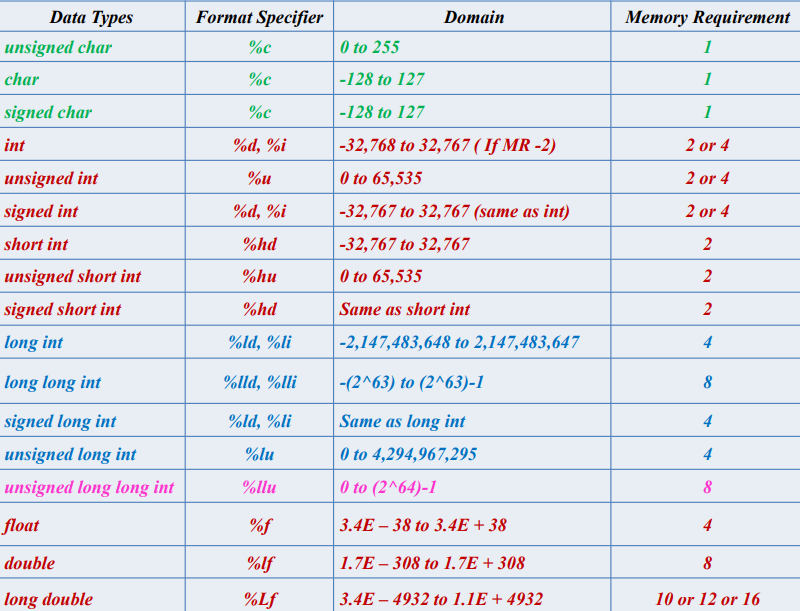 Data Types Format Specifier Domain Memory Requirement
unsigned char %c 0 to 255 1
char %c -128 to 127 1
signed char %c -128 to 127 1
int %d, %i -32,768 to 32,767 ( If MR -2) 2 or 4
unsigned int %u 0 to 65,535 2 or 4
signed int %d, %i -32,767 to 32,767 (same as int) 2 or 4
short int %hd -32,767 to 32,767 2
unsigned short int %hu 0 to 65,535 2
signed short int %hd Same as short int 2
long int %ld, %li -2,147,483,648 to 2,147,483,647 4
long long int %lld, %lli -(2^63) to (2^63)-1 8
signed long int %ld, %li Same as long int 4
unsigned long int %lu 0 to 4,294,967,295 4
unsigned long long int %llu 0 to (2^64)-1 8
float %f 3.4E – 38 to 3.4E + 38 4
double %lf 1.7E – 308 to 1.7E + 308 8
long double %Lf 3.4E – 4932 to 1.1E + 4932 10 or 12 or 16